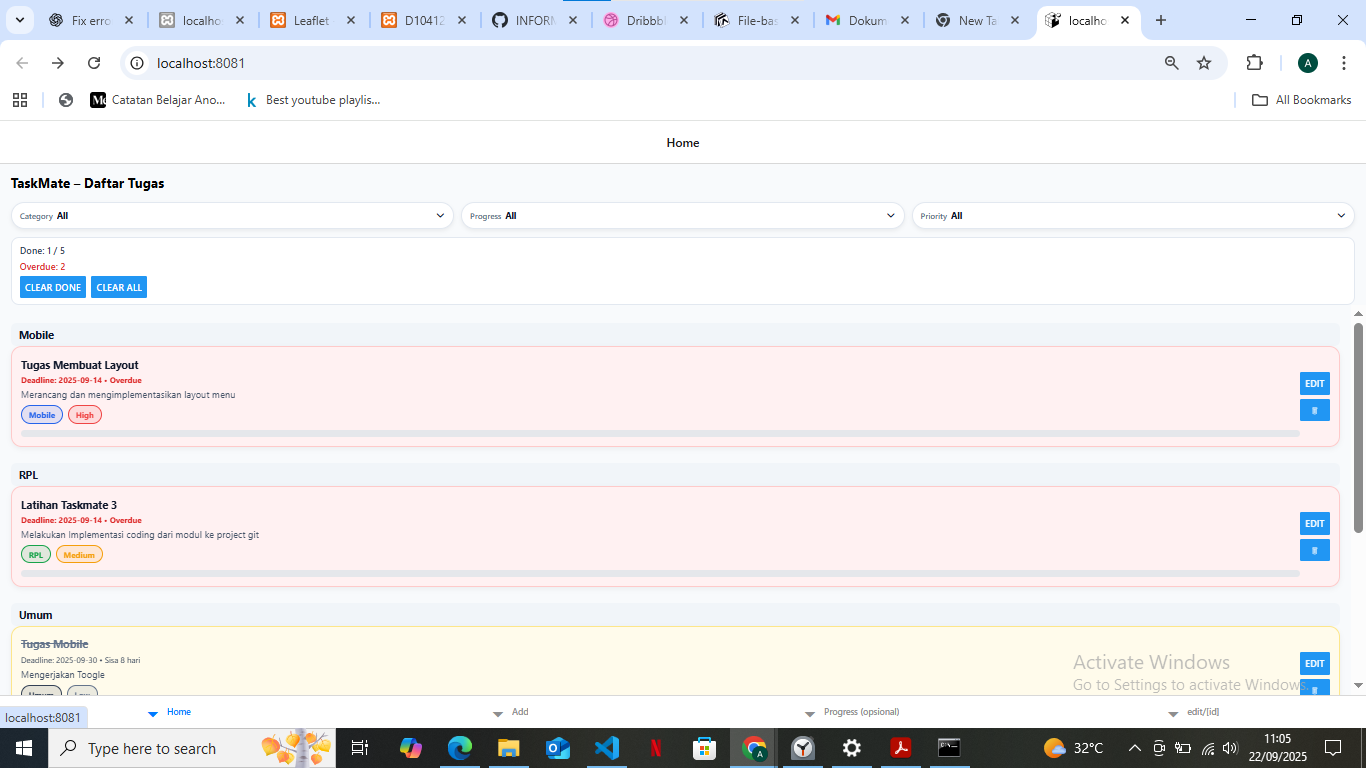 Fix erro
localho
Leaflet
D10412
INFORM
Dribbbl
File-bas
Dokum
New Ta
localho
localhost:8081
A
Catatan Belajar Ano...
Best youtube playlis...
All Bookmarks
Home
TaskMate – Daftar Tugas
Category All
Progress All
Priority All
Done: 1 / 5
Overdue: 2
CLEAR DONE CLEAR ALL
Mobile
Tugas Membuat Layout
Deadline: 2025-09-14 • Overdue
Merancang dan mengimplementasikan layout menu
Mobile High
EDIT
RPL
Latihan Taskmate 3
Deadline: 2025-09-14 • Overdue
Melakukan Implementasi coding dari modul ke project git
RPL Medium
EDIT
Umum
Tugas Mobile
Deadline: 2025-09-30 • Sisa 8 hari
Mengerjakan Toogle
Umum Low
EDIT
Activate Windows
Go to Settings to activate Windows.
localhost:8081
Home
Add
Progress (opsional)
edit/[id]
Type here to search
32°C
11:05
22/09/2025